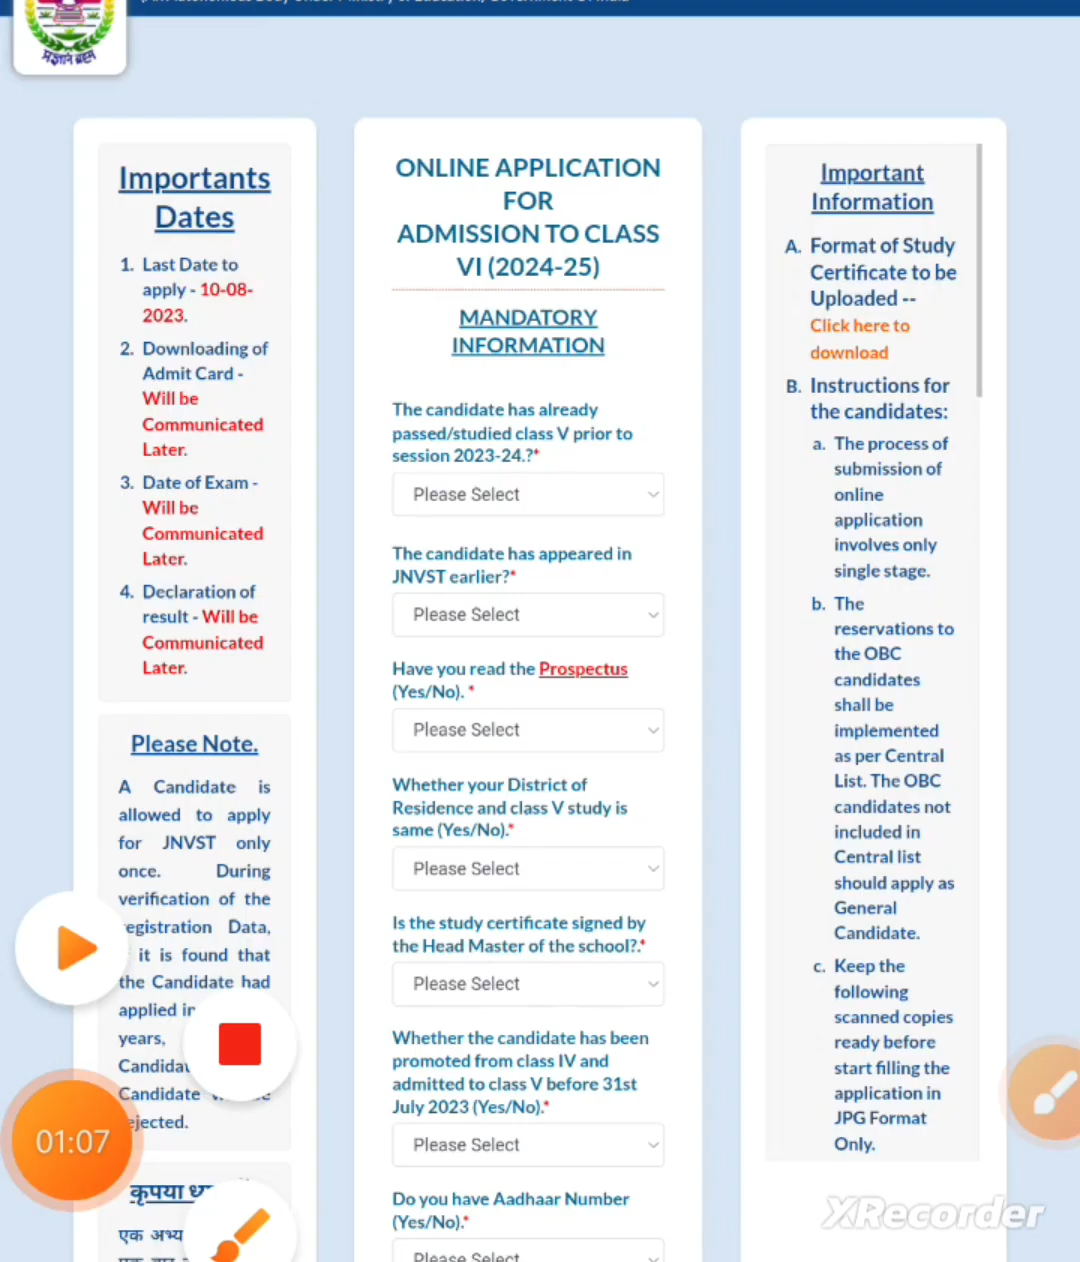 प्रज्ञानं ब्रह्म
Importants
Dates
1. Last Date to
apply - 10-08-
2023.
2. Downloading of
Admit Card -
Will be
Communicated
Later.
3. Date of Exam -
Will be
Communicated
Later.
4. Declaration of
result - Will be
Communicated
Later.
Please Note.
A Candidate is
allowed to apply
for JNVST only
once. During
verification of the
egistration Data,
it is found that
the Candidate had
applied in
years,
Candida
Candidate
ejected.
01:07
कृपया
एक अभ्य
ONLINE APPLICATION
FOR
ADMISSION TO CLASS
VI (2024-25)
MANDATORY
INFORMATION
The candidate has already
passed/studied class V prior to
session 2023-24.?*
Please Select
The candidate has appeared in
JNVST earlier?*
Please Select
Have you read the Prospectus
(Yes/No). *
Please Select
Whether your District of
Residence and class V study is
same (Yes/No).*
Please Select
Is the study certificate signed by
the Head Master of the school?.*
Please Select
Whether the candidate has been
promoted from class IV and
admitted to class V before 31st
July 2023 (Yes/No).*
Please Select
Do you have Aadhaar Number
(Yes/No).*
Please Select
Important
Information
A. Format of Study
Certificate to be
Uploaded --
Click here to
download
B. Instructions for
the candidates:
a. The process of
submission of
online
application
involves only
single stage.
b. The
reservations to
the OBC
candidates
shall be
implemented
as per Central
List. The OBC
candidates not
included in
Central list
should apply as
General
Candidate.
c. Keep the
following
scanned copies
ready before
start filling the
application in
JPG Format
Only.
XRecorder